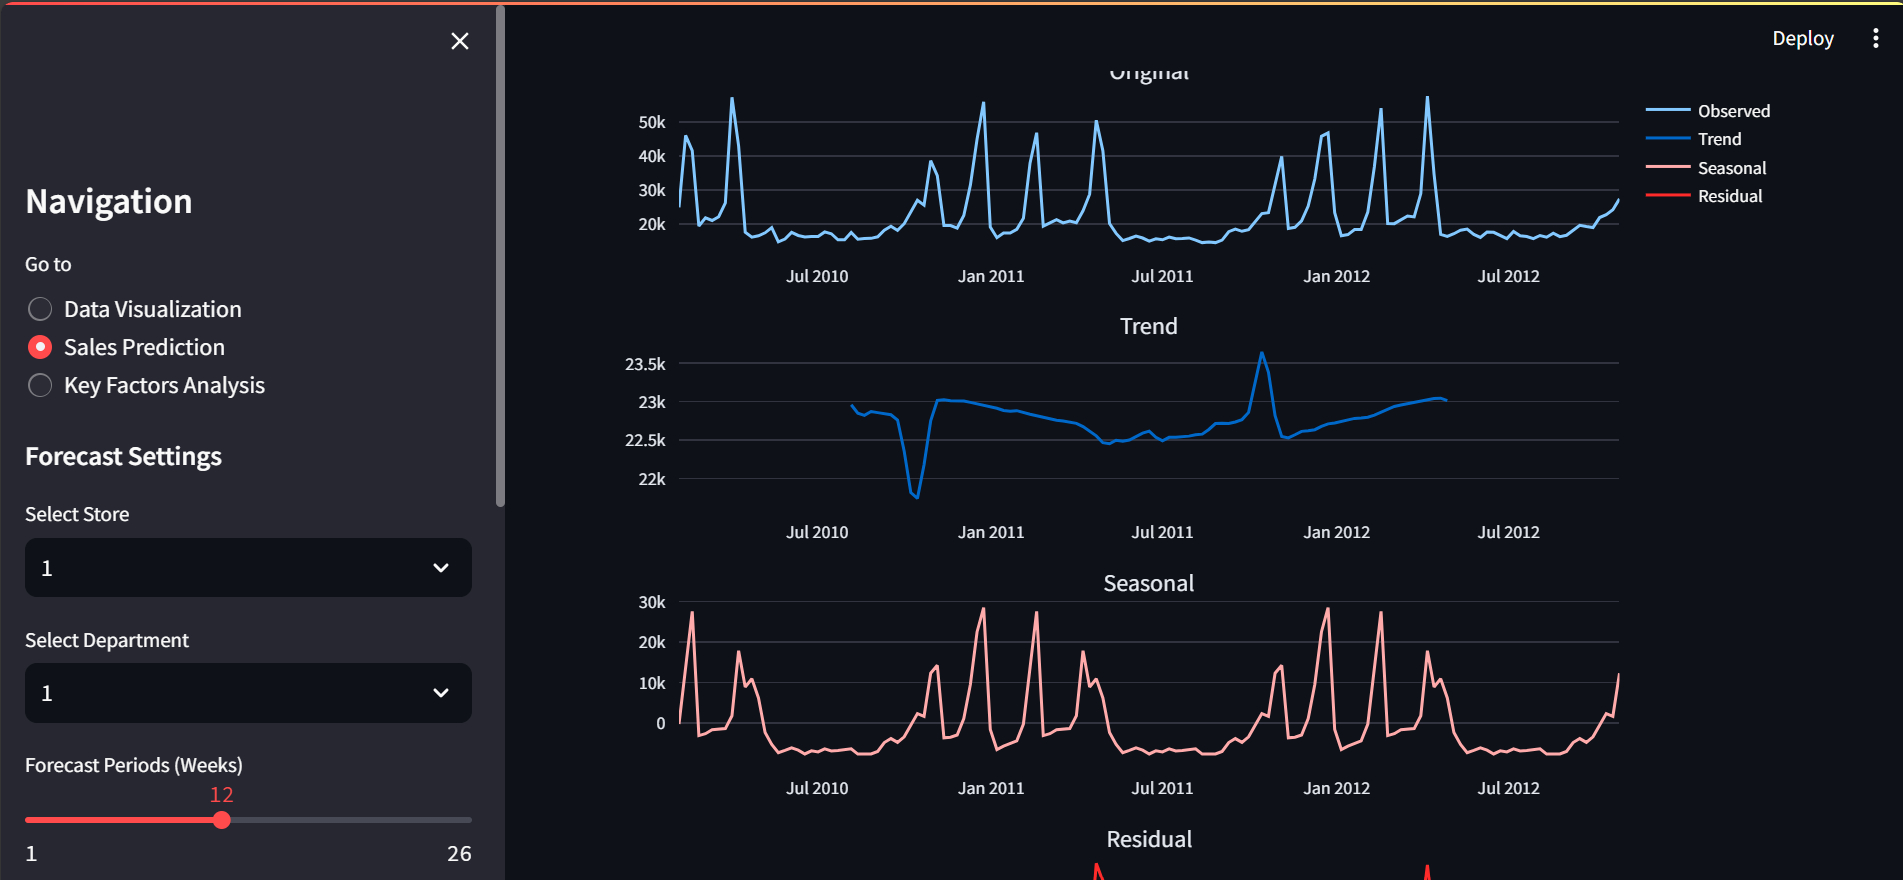 Deploy
Navigation
Go to
Data Visualization
Sales Prediction
Key Factors Analysis
Forecast Settings
Select Store
1
Select Department
1
Forecast Periods (Weeks)
12
1
26
Original
50k
40k
30k
20k
Jul 2010
Jan 2011
Jul 2011
Jan 2012
Jul 2012
Observed
Trend
Seasonal
Residual
Trend
23.5k
23k
22.5k
22k
Jul 2010
Jan 2011
Jul 2011
Jan 2012
Jul 2012
Seasonal
30k
20k
10k
0
Jul 2010
Jan 2011
Jul 2011
Jan 2012
Jul 2012
Residual